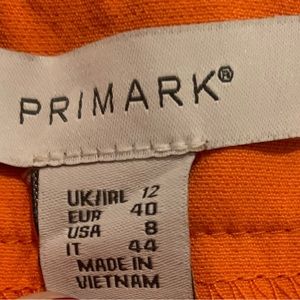 PRIMARK®
UK/IRL 12
EUR 40
USA 8
IT 44
MADE IN
VIETNAM